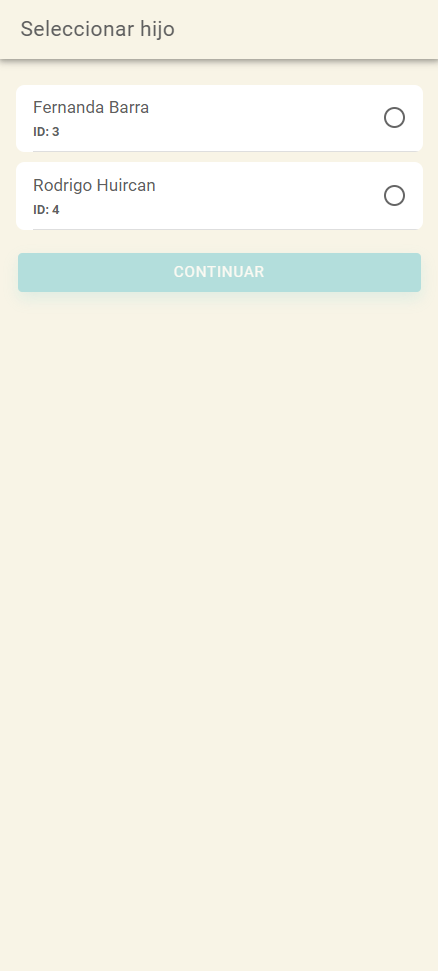 Seleccionar hijo
Fernanda Barra
ID: 3
Rodrigo Huircan
ID: 4
CONTINUAR